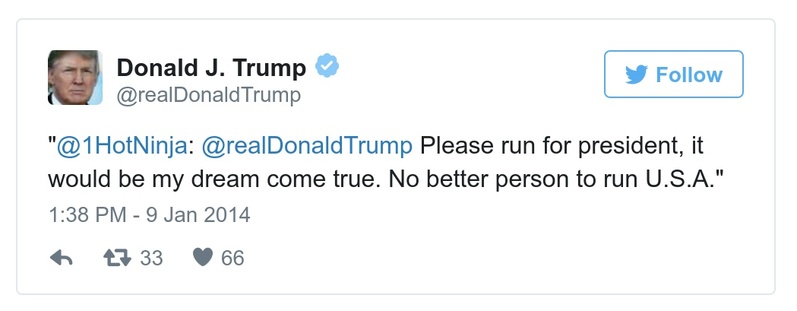 Donald J. Trump
@realDonaldTrump
Follow
"@1HotNinja: @realDonaldTrump Please run for president, it
would be my dream come true. No better person to run U.S.A."
1:38 PM - 9 Jan 2014
33 66